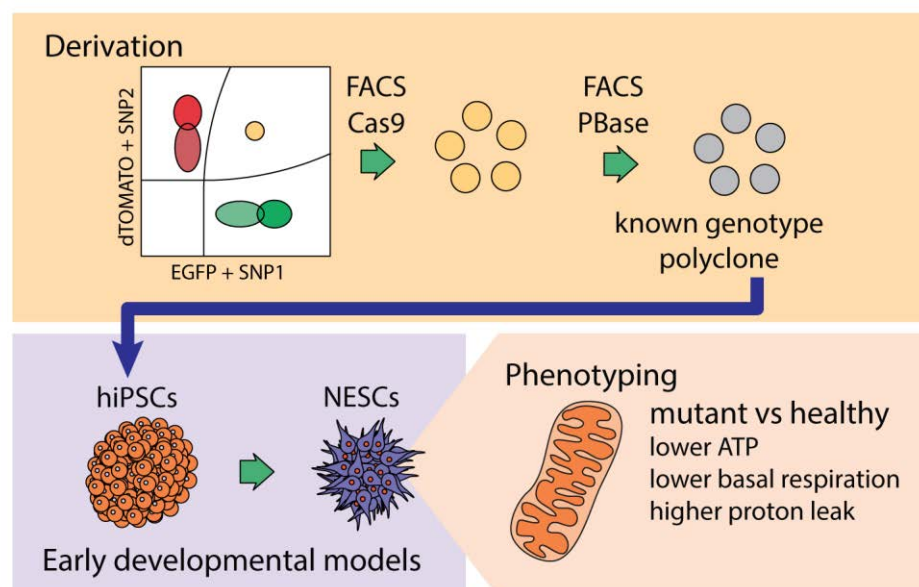 Derivation
dTOMATO + SNP2
EGFP + SNP1
FACS
Cas9
FACS
PBase
known genotype
polyclone
hiPSCs
NESCs
Early developmental models
Phenotyping
mutant vs healthy
lower ATP
lower basal respiration
higher proton leak